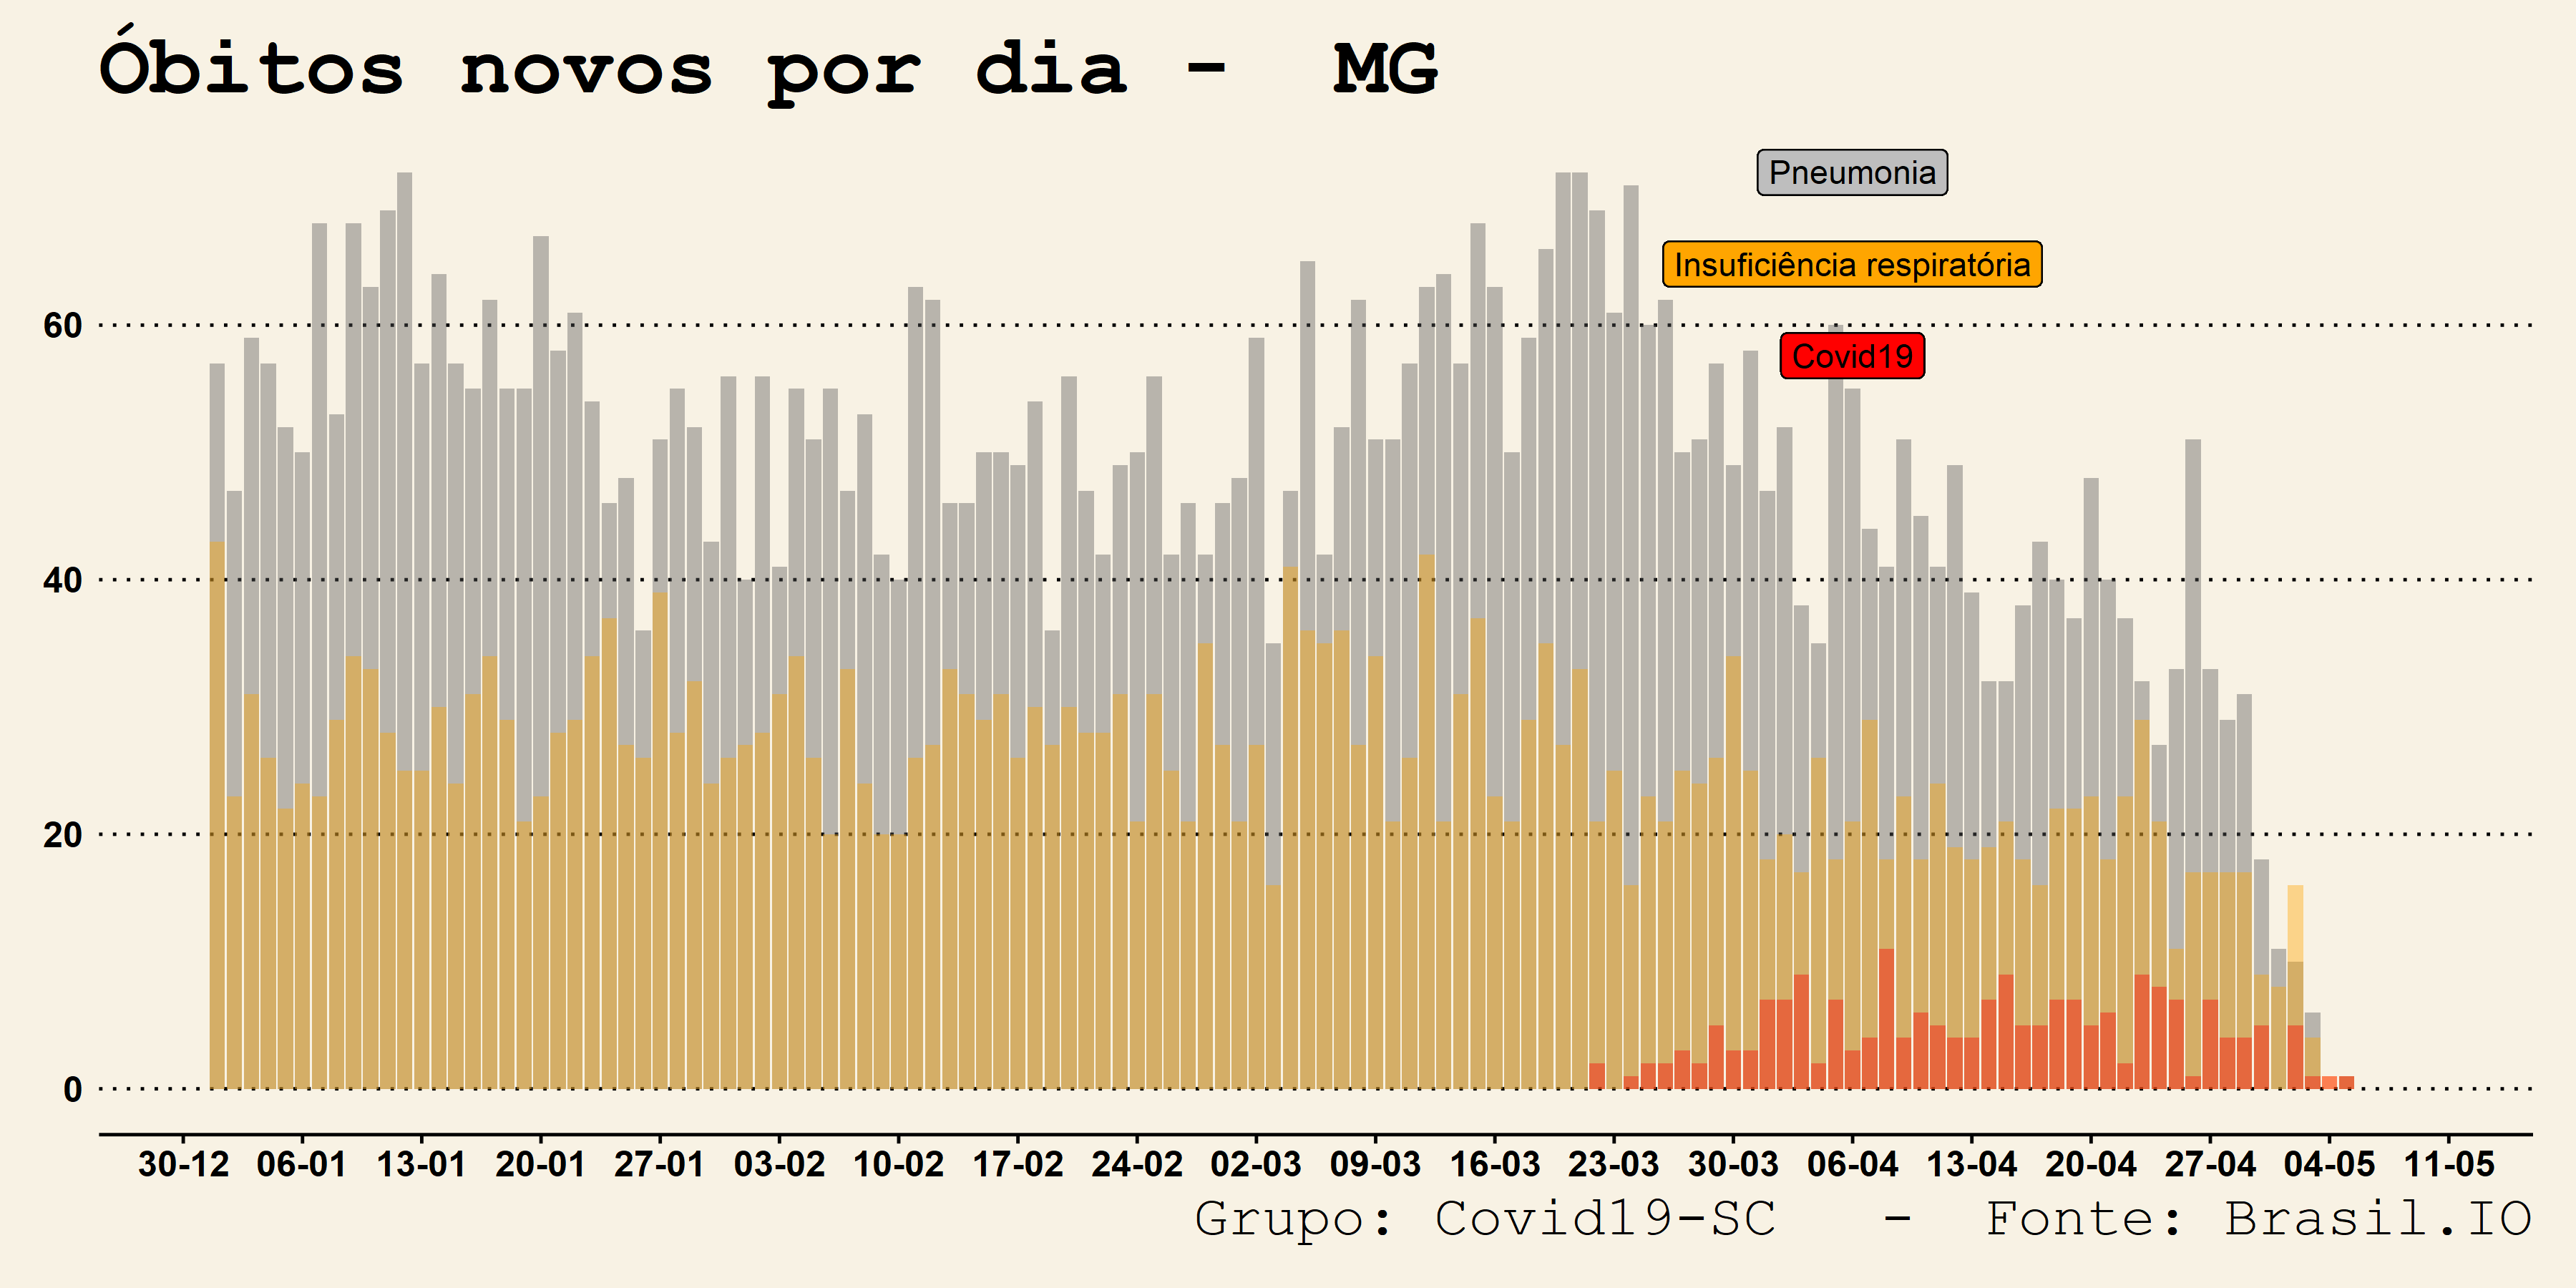 Óbitos novos por dia -  MG
Pneumonia
Insuficiência respiratória
60
Covid19
40
20
0
30-12 06-01 13-01 20-01 27-01 03-02 10-02 17-02 24-02 02-03 09-03 16-03 23-03 30-03 06-04 13-04 20-04 27-04 04-05 11-05
Grupo: Covid19-SC  -  Fonte: Brasil.IO